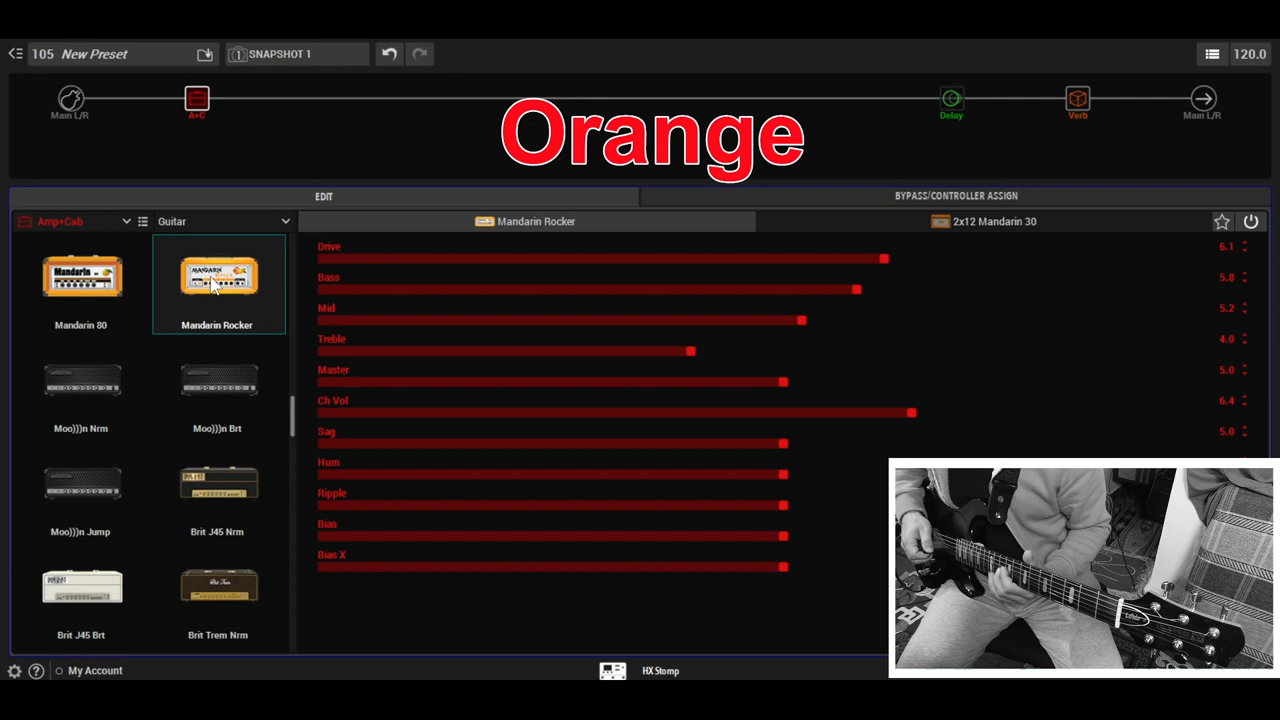 105 New Preset
1 SNAPSHOT 1
120.0
Main L/R
A+C
Delay
Verb
Main L/R
Orange
EDIT
BYPASS/CONTROLLER ASSIGN
Amp+Cab
Guitar
Mandarin Rocker
2x12 Mandarin 30
Mandarin 80
Mandarin Rocker
Moo)))n Nrm
Moo)))n Brt
Moo)))n Jump
Brit J45 Nrm
Brit J45 Brt
Brit Trem Nrm
Drive 6.1
Bass 5.8
Mid 5.2
Treble 4.0
Master 5.0
Ch Vol 6.4
Sag 5.0
Hum
Ripple
Bias
Bias X
My Account
HX Stomp